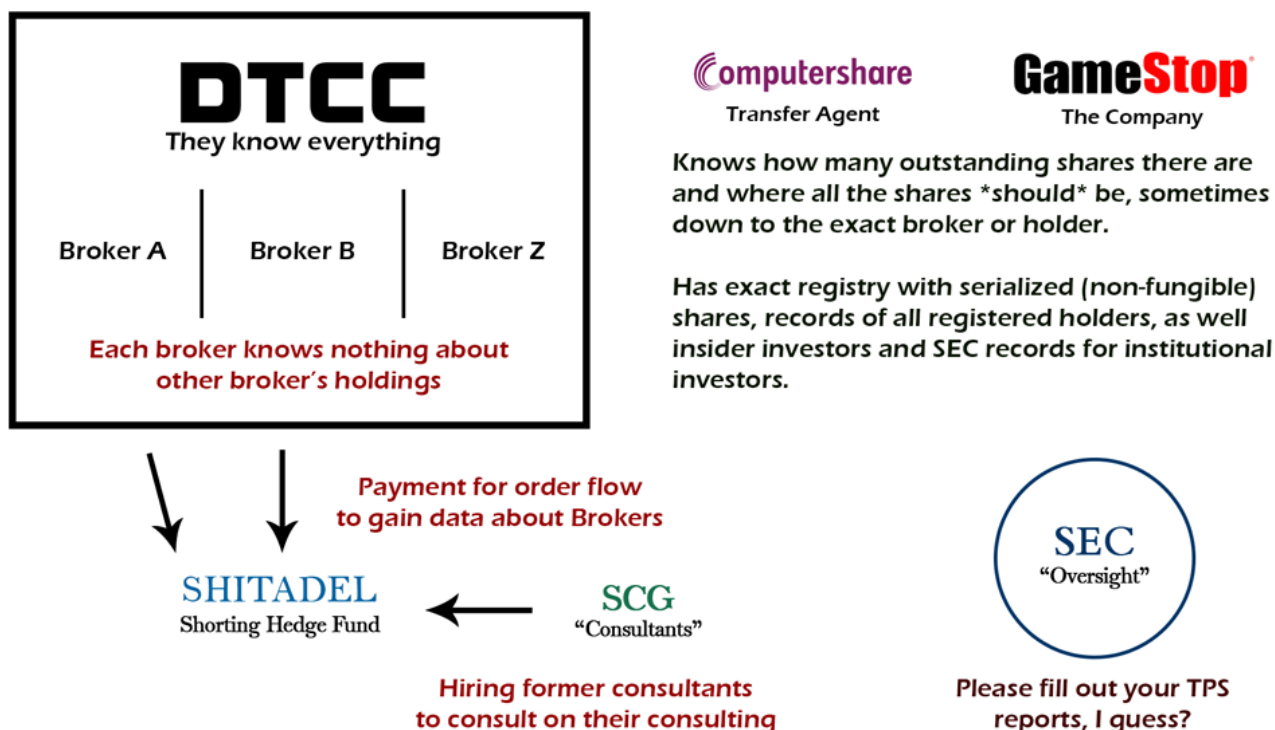 DTCC
They know everything
Broker A
Broker B
Broker Z
Each broker knows nothing about
other broker's holdings
Computershare
Transfer Agent
GameStop
The Company
Knows how many outstanding shares there are
and where all the shares *should* be, sometimes
down to the exact broker or holder.
Has exact registry with serialized (non-fungible)
shares, records of all registered holders, as well
insider investors and SEC records for institutional
investors.
Payment for order flow
to gain data about Brokers
SHITADEL
Shorting Hedge Fund
SCG
“Consultants”
Hiring former consultants
to consult on their consulting
SEC
“Oversight”
Please fill out your TPS
reports, I guess?